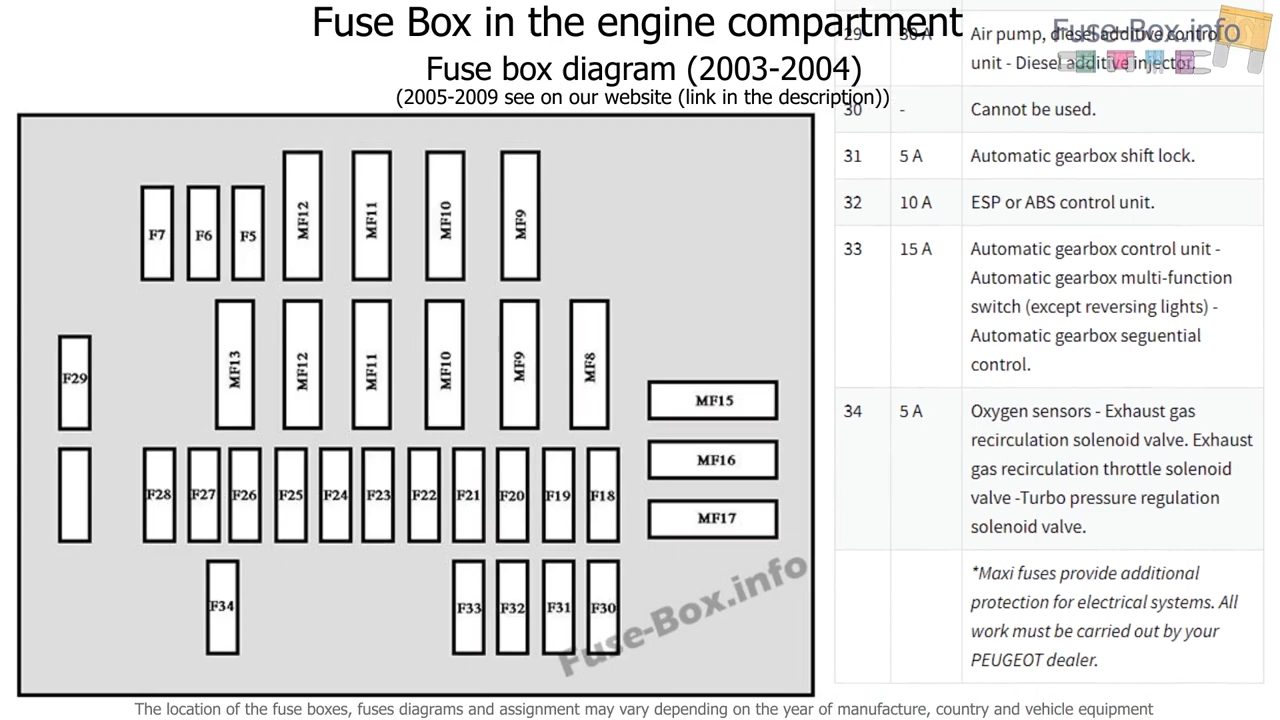 Fuse Box in the engine compartment
Fuse box diagram (2003-2004)
(2005-2009 see on our website (link in the description))
Fuse-Box.info
F7 F6 F5 MF12 MF11 MF10 MF9
MF13 MF12 MF11 MF10 MF9 MF8
F29
MF15
MF16
MF17
F28 F27 F26 F25 F24 F23 F22 F21 F20 F19 F18
F34 F33 F32 F31 F30
Fuse-Box.info
29 30 A Air pump, diesel additive control
unit - Diesel additive injector.
30 - Cannot be used.
31 5 A Automatic gearbox shift lock.
32 10 A ESP or ABS control unit.
33 15 A Automatic gearbox control unit -
Automatic gearbox multi-function
switch (except reversing lights) -
Automatic gearbox seguential
control.
34 5 A Oxygen sensors - Exhaust gas
recirculation solenoid valve. Exhaust
gas recirculation throttle solenoid
valve -Turbo pressure regulation
solenoid valve.
*Maxi fuses provide additional
protection for electrical systems. All
work must be carried out by your
PEUGEOT dealer.
The location of the fuse boxes, fuses diagrams and assignment may vary depending on the year of manufacture, country and vehicle equipment